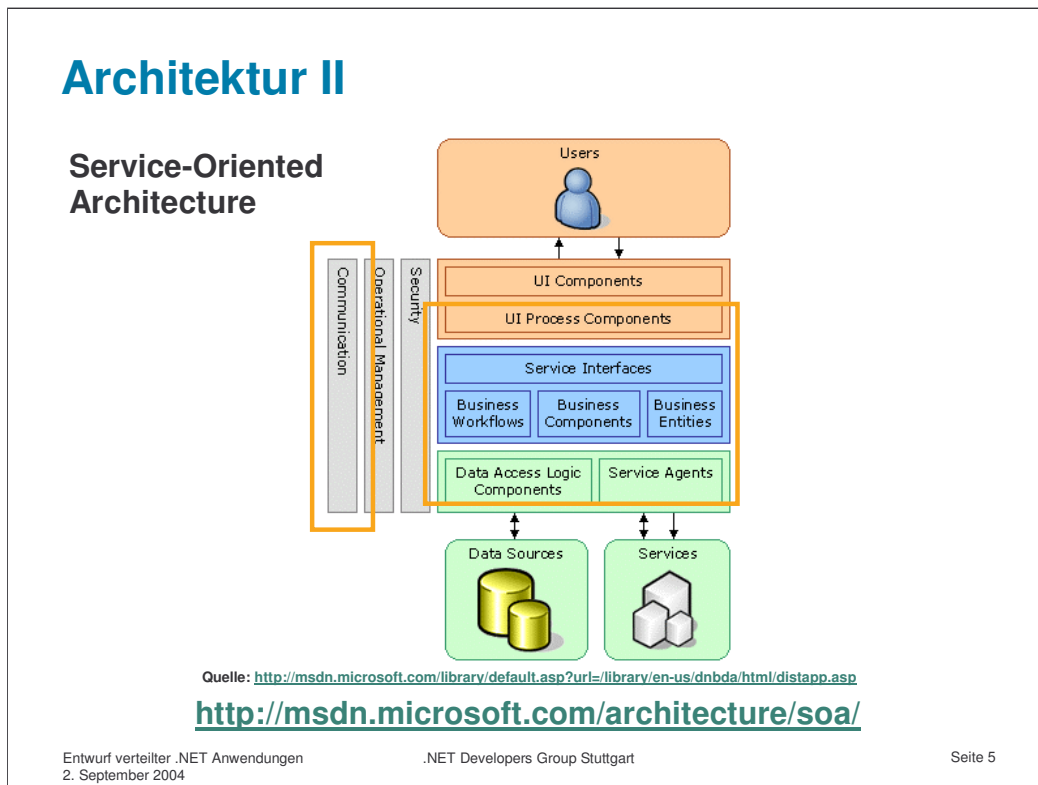 Architektur II
Service-Oriented
Architecture
Users
Communication
Operational Management
Security
UI Components
UI Process Components
Service Interfaces
Business
Workflows
Business
Components
Business
Entities
Data Access Logic
Components
Service Agents
Data Sources
Services
Quelle: http://msdn.microsoft.com/library/default.asp?url=/library/en-us/dnbda/html/distapp.asp
http://msdn.microsoft.com/architecture/soa/
Entwurf verteilter .NET Anwendungen
2. September 2004
.NET Developers Group Stuttgart
Seite 5